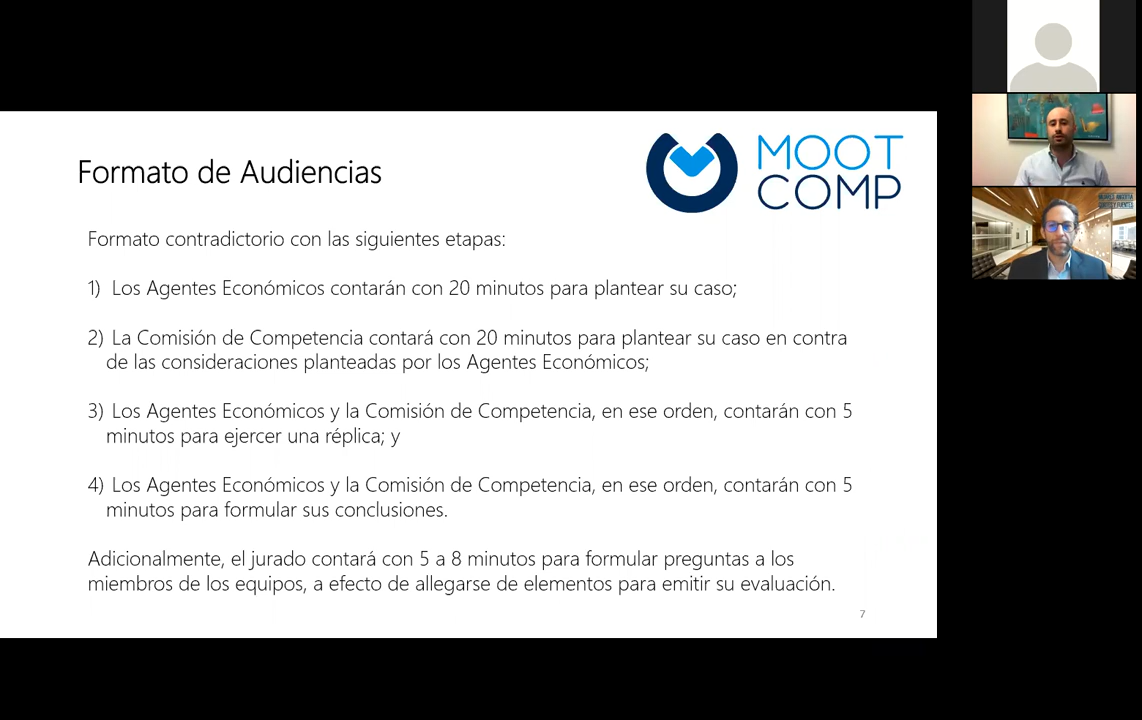 Formato de Audiencias
MOOT
COMP
Formato contradictorio con las siguientes etapas:
1) Los Agentes Económicos contarán con 20 minutos para plantear su caso;
2) La Comisión de Competencia contará con 20 minutos para plantear su caso en contra
de las consideraciones planteadas por los Agentes Económicos;
3) Los Agentes Económicos y la Comisión de Competencia, en ese orden, contarán con 5
minutos para ejercer una réplica; y
4) Los Agentes Económicos y la Comisión de Competencia, en ese orden, contarán con 5
minutos para formular sus conclusiones.
Adicionalmente, el jurado contará con 5 a 8 minutos para formular preguntas a los
miembros de los equipos, a efecto de allegarse de elementos para emitir su evaluación.
7